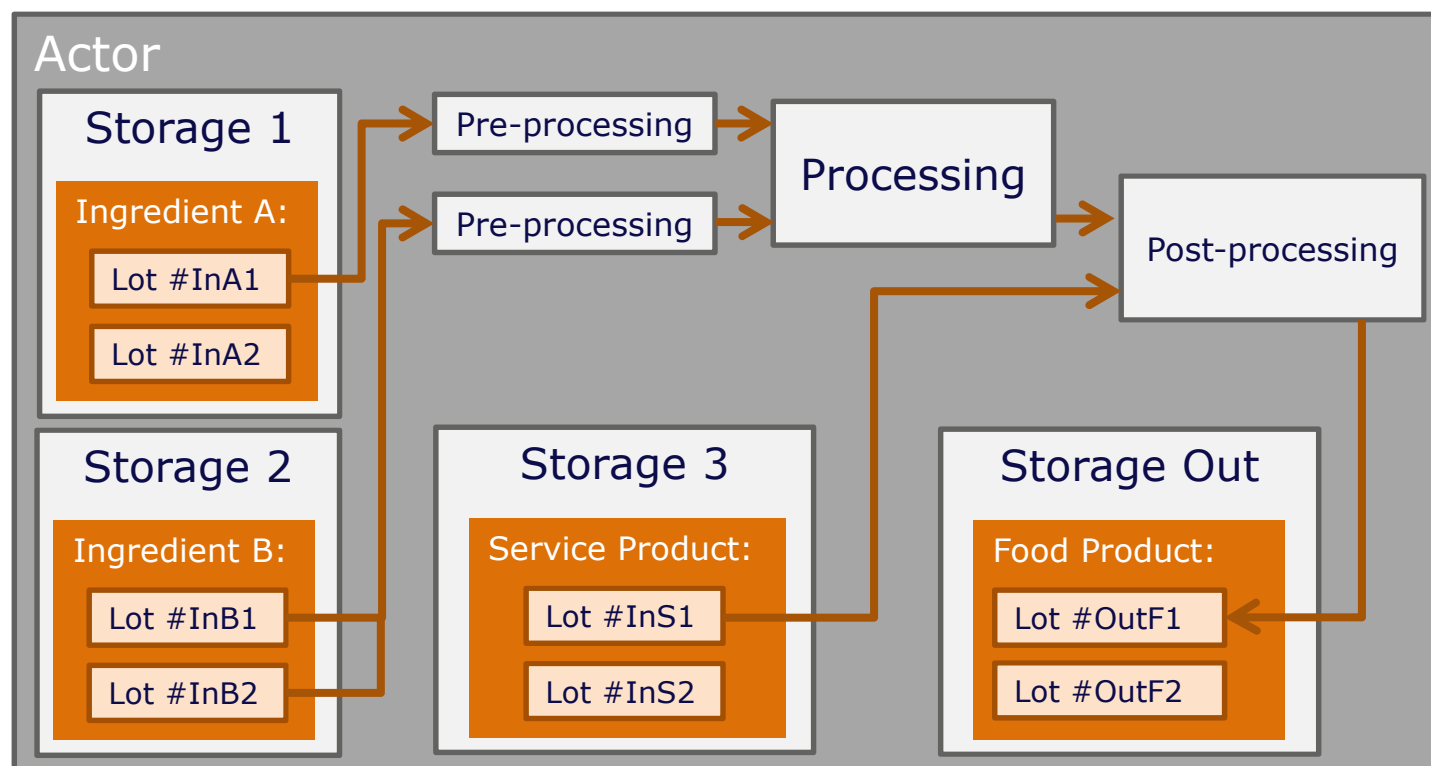 Actor
Storage 1
Ingredient A:
Lot #InA1
Lot #InA2
Pre-processing
Pre-processing
Processing
Post-processing
Storage 2
Ingredient B:
Lot #InB1
Lot #InB2
Storage 3
Service Product:
Lot #InS1
Lot #InS2
Storage Out
Food Product:
Lot #OutF1
Lot #OutF2